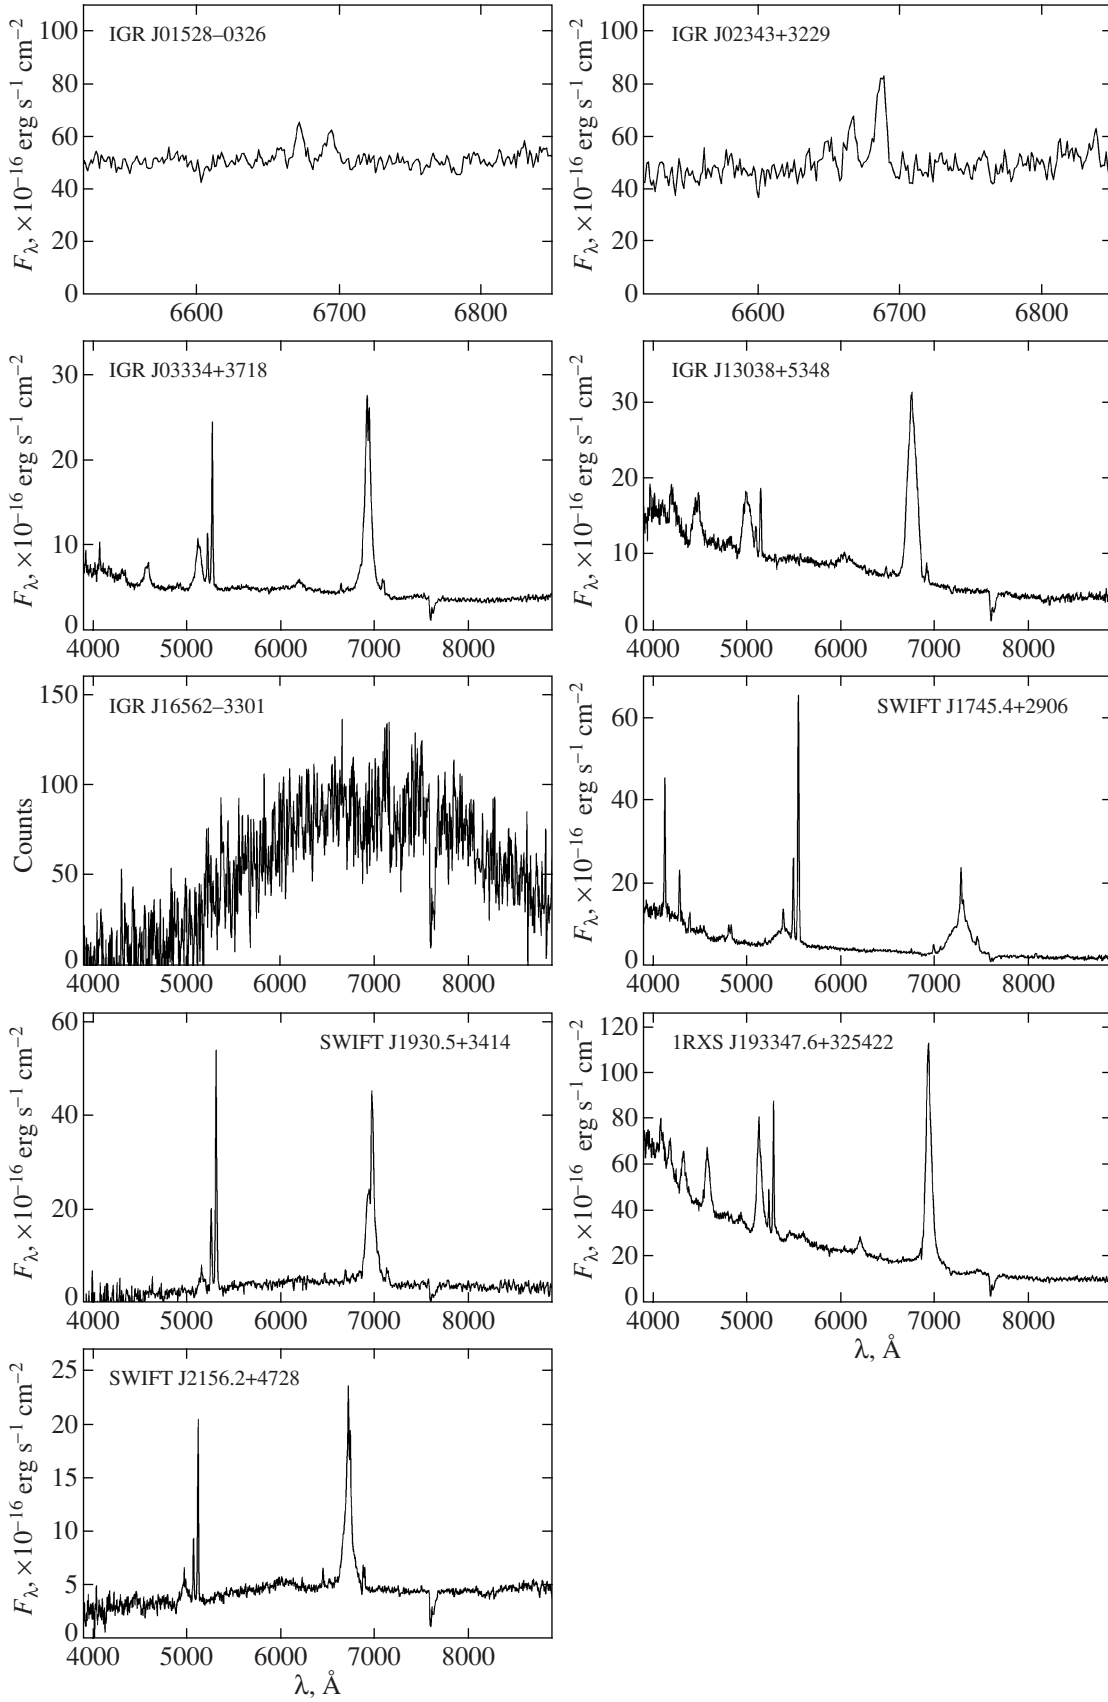 IGR J01528–0326
100
80
60
40
20
0
6600 6700 6800
F_λ, ×10⁻¹⁶ erg s⁻¹ cm⁻²
IGR J02343+3229
100
80
60
40
20
0
6600 6700 6800
F_λ, ×10⁻¹⁶ erg s⁻¹ cm⁻²
IGR J03334+3718
30
20
10
0
4000 5000 6000 7000 8000
F_λ, ×10⁻¹⁶ erg s⁻¹ cm⁻²
IGR J13038+5348
30
20
10
0
4000 5000 6000 7000 8000
F_λ, ×10⁻¹⁶ erg s⁻¹ cm⁻²
IGR J16562–3301
150
100
50
0
4000 5000 6000 7000 8000
Counts
SWIFT J1745.4+2906
60
40
20
0
4000 5000 6000 7000 8000
F_λ, ×10⁻¹⁶ erg s⁻¹ cm⁻²
SWIFT J1930.5+3414
60
40
20
0
4000 5000 6000 7000 8000
F_λ, ×10⁻¹⁶ erg s⁻¹ cm⁻²
1RXS J193347.6+325422
120
100
80
60
40
20
0
4000 5000 6000 7000 8000
λ, Å
F_λ, ×10⁻¹⁶ erg s⁻¹ cm⁻²
SWIFT J2156.2+4728
25
20
15
10
5
0
4000 5000 6000 7000 8000
λ, Å
F_λ, ×10⁻¹⁶ erg s⁻¹ cm⁻²